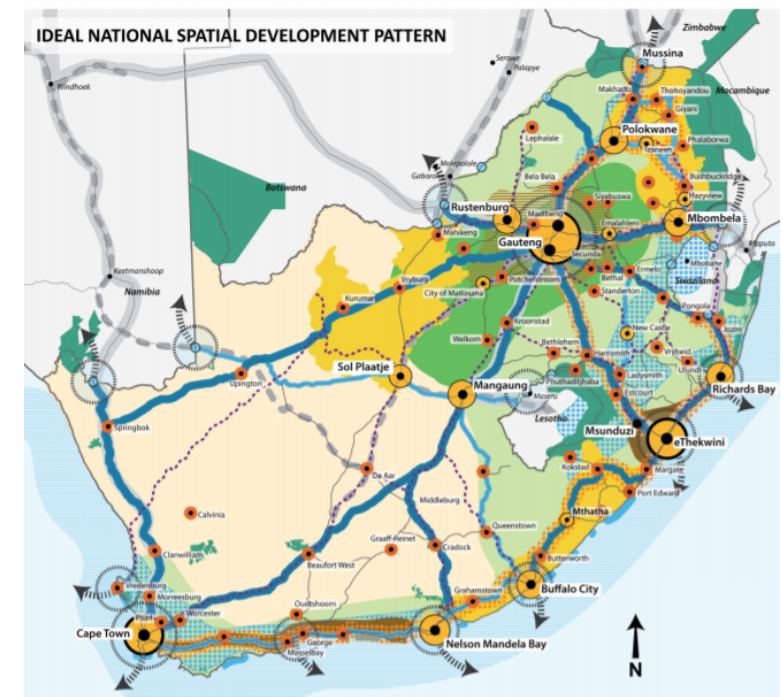 IDEAL NATIONAL SPATIAL DEVELOPMENT PATTERN
Zimbabwe
Mussina
Serowe
Palapye
Windhoek
Makhado
Thohoyandou
Mocambique
Giyani
Polokwane
Lephalale
Tzaneen
Phalaborwa
Molepolole
Gaborone
Bela Bela
Bushbuckridge
Botswana
Siyabuswa
Hazyview
Rustenburg
Madibeng
Mbombela
Mahikeng
Emalahleni
Gauteng
Maputo
Secunda
Mbabane
Keetmanshoop
Ermelo
Swaziland
Vryburg
Potchefstroom
Bethal
Namibia
City of Matlosana
Standerton
Kuruman
Pongola
Kroonstad
Jozini
New Castle
Welkom
Bethlehem
Vryheid
Harrismith
Sol Plaatje
Ulundi
Upington
Phuthaditjhaba
Ladysmith
Mangaung
Richards Bay
Maseru
Estcourt
Lesotho
Springbok
Msunduzi
eThekwini
Kokstad
Margate
De Aar
Port Edward
Middleburg
Calvinia
Mthatha
Queenstown
Graaff-Reinet
Cradock
Clanwilliam
Beaufort West
Butterworth
Vredenburg
Grahamstown
Buffalo City
Morreesburg
Oudtshoorn
Paarl
Worcester
Cape Town
George
Nelson Mandela Bay
Mosselbay
N